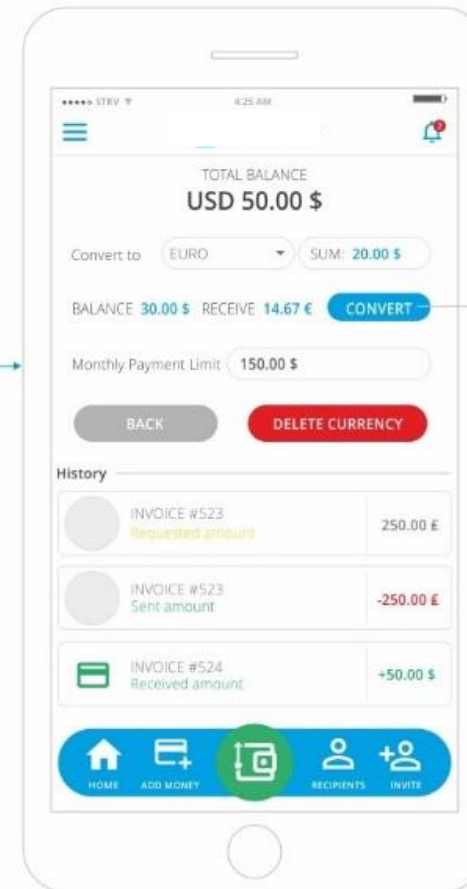 STRV
4:25 AM
TOTAL BALANCE
USD 50.00 $
Convert to EURO SUM: 20.00 $
BALANCE 30.00 $ RECEIVE 14.67 € CONVERT
Monthly Payment Limit 150.00 $
BACK DELETE CURRENCY
History
INVOICE #523
Requested amount
250.00 £
INVOICE #523
Sent amount
-250.00 £
INVOICE #524
Received amount
+50.00 $
HOME ADD MONEY RECIPIENTS INVITE